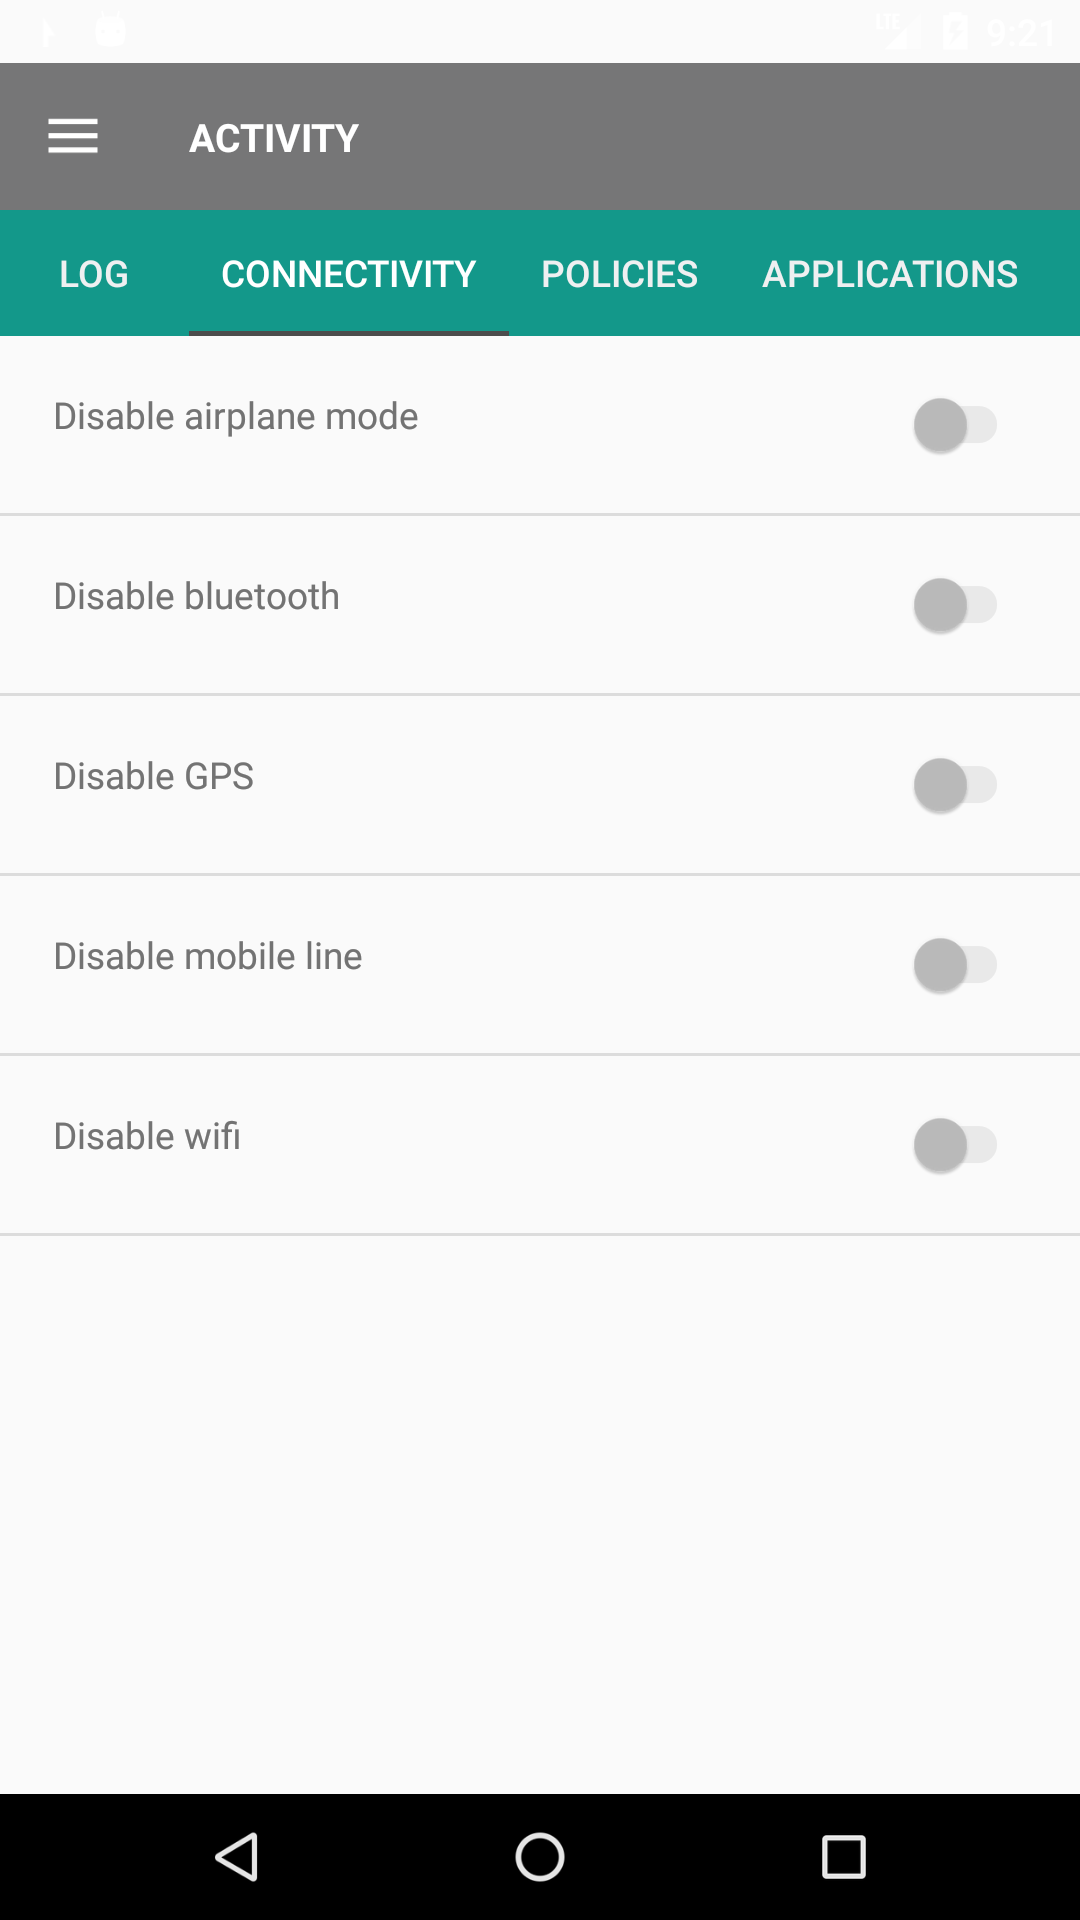 LTE 9:21
ACTIVITY
LOG CONNECTIVITY POLICIES APPLICATIONS
Disable airplane mode
Disable bluetooth
Disable GPS
Disable mobile line
Disable wifi